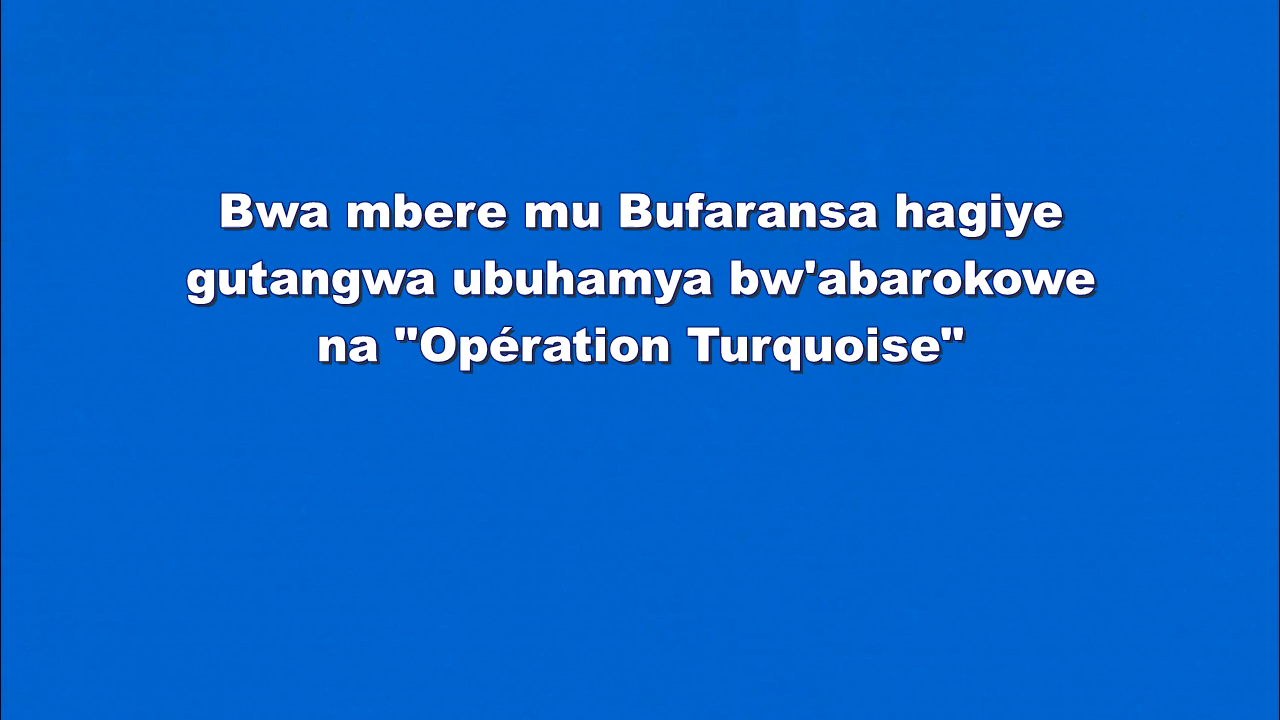 Bwa mbere mu Bufaransa hagiye
gutangwa ubuhamya bw'abarokowe
na "Opération Turquoise"